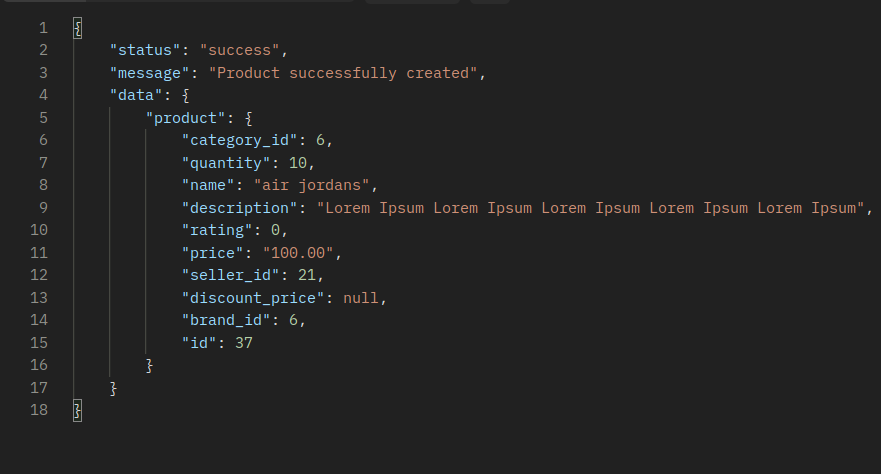 1 {
2     "status": "success",
3     "message": "Product successfully created",
4     "data": {
5         "product": {
6             "category_id": 6,
7             "quantity": 10,
8             "name": "air jordans",
9             "description": "Lorem Ipsum Lorem Ipsum Lorem Ipsum Lorem Ipsum Lorem Ipsum",
10             "rating": 0,
11             "price": "100.00",
12             "seller_id": 21,
13             "discount_price": null,
14             "brand_id": 6,
15             "id": 37
16         }
17     }
18 }